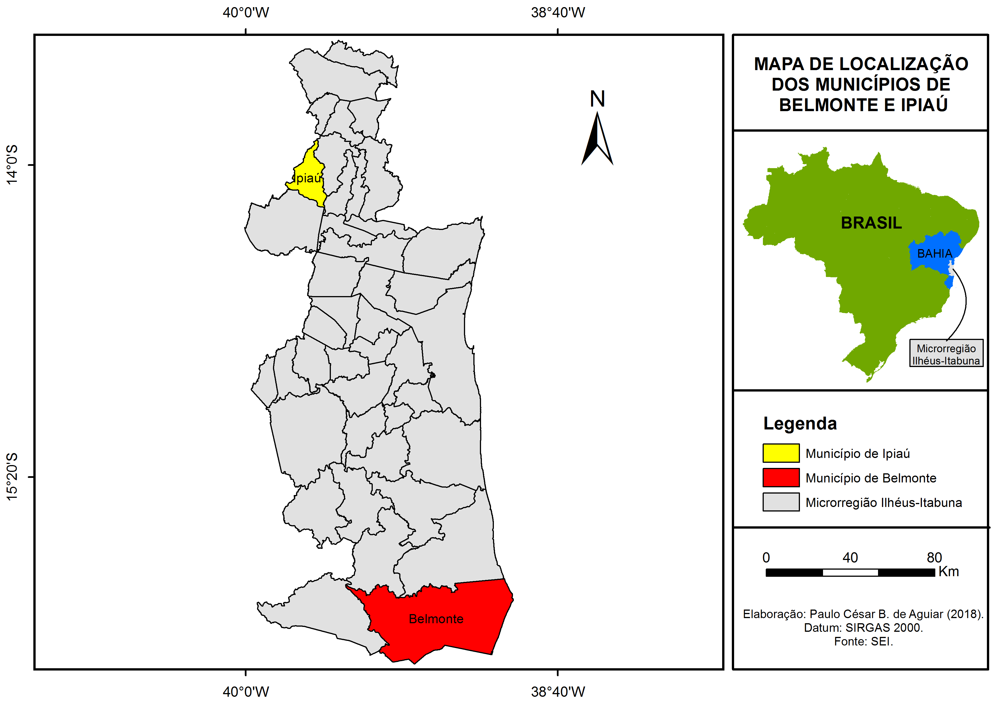 40°0'W
38°40'W
14°0'S
15°20'S
N
Ipiaú
Belmonte
40°0'W
38°40'W
MAPA DE LOCALIZAÇÃO
DOS MUNICÍPIOS DE
BELMONTE E IPIAÚ
BRASIL
BAHIA
Microrregião
Ilhéus-Itabuna
Legenda
Município de Ipiaú
Município de Belmonte
Microrregião Ilhéus-Itabuna
0 40 80
Km
Elaboração: Paulo César B. de Aguiar (2018).
Datum: SIRGAS 2000.
Fonte: SEI.